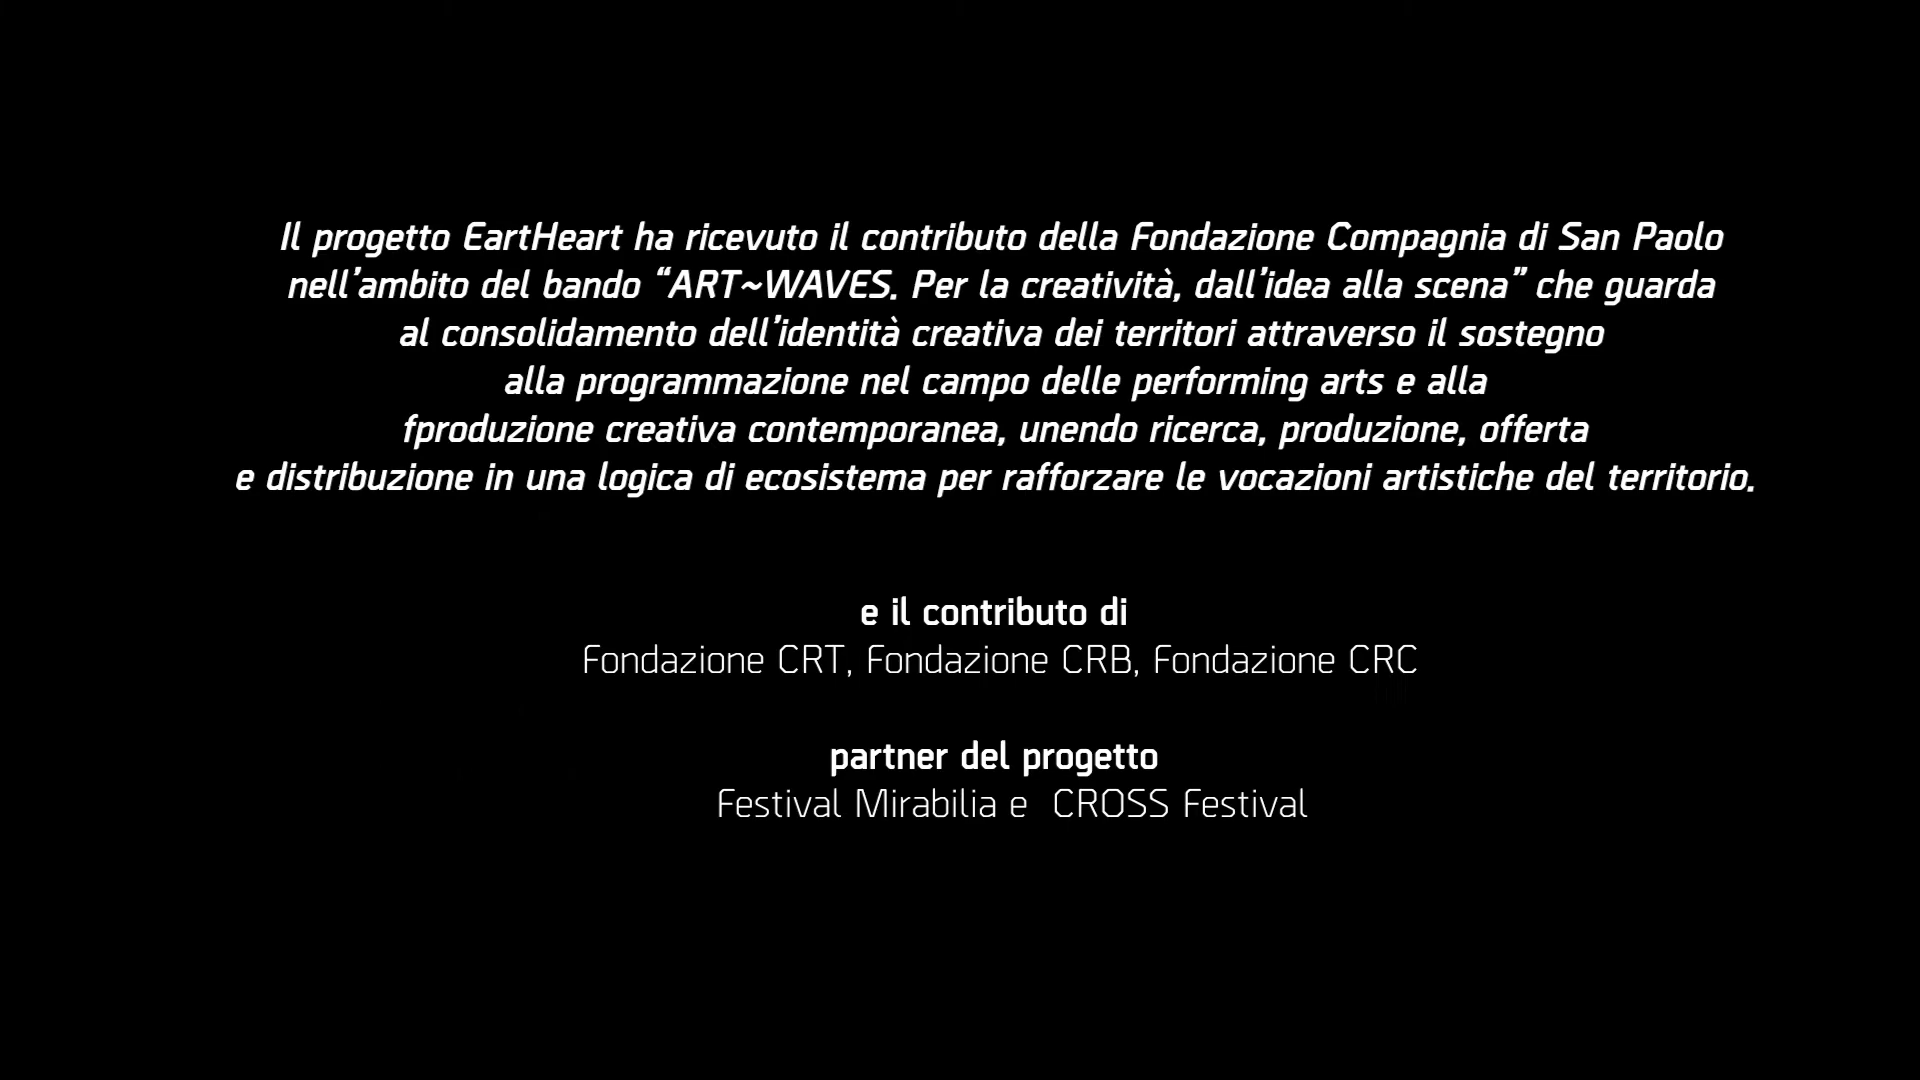 Il progetto EartHeart ha ricevuto il contributo della Fondazione Compagnia di San Paolo
nell’ambito del bando “ART~WAVES. Per la creatività, dall’idea alla scena” che guarda
al consolidamento dell’identità creativa dei territori attraverso il sostegno
alla programmazione nel campo delle performing arts e alla
fproduzione creativa contemporanea, unendo ricerca, produzione, offerta
e distribuzione in una logica di ecosistema per rafforzare le vocazioni artistiche del territorio.
e il contributo di
Fondazione CRT, Fondazione CRB, Fondazione CRC
partner del progetto
Festival Mirabilia e  CROSS Festival